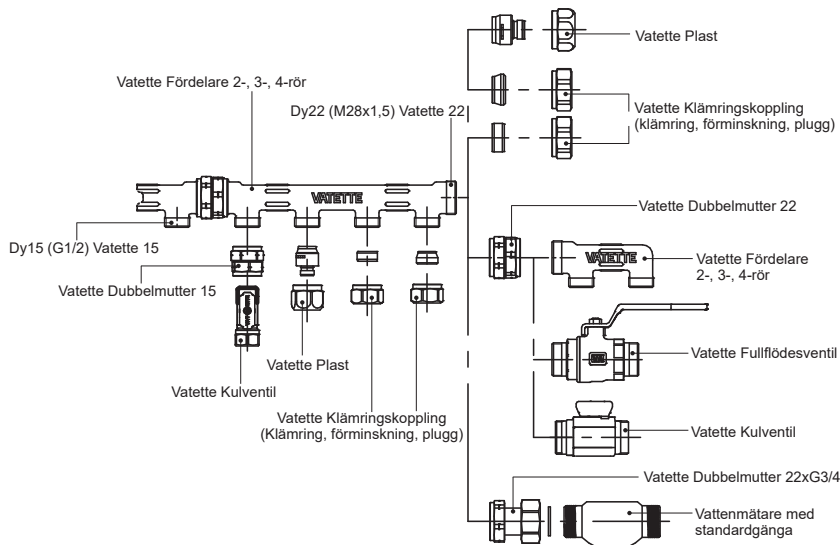 Vatette Plast
Vatette Fördelare 2-, 3-, 4-rör
Dy22 (M28x1,5) Vatette 22
Vatette Klämringskoppling
(klämring, förminskning, plugg)
VATETTE
Vatette Dubbelmutter 22
Dy15 (G1/2) Vatette 15
VATETTE
Vatette Fördelare
2-, 3-, 4-rör
Vatette Dubbelmutter 15
Vatette Plast
Vatette Fullflödesventil
Vatette Kulventil
Vatette Klämringskoppling
(Klämring, förminskning, plugg)
Vatette Kulventil
Vatette Dubbelmutter 22xG3/4
Vattenmätare med
standardgänga